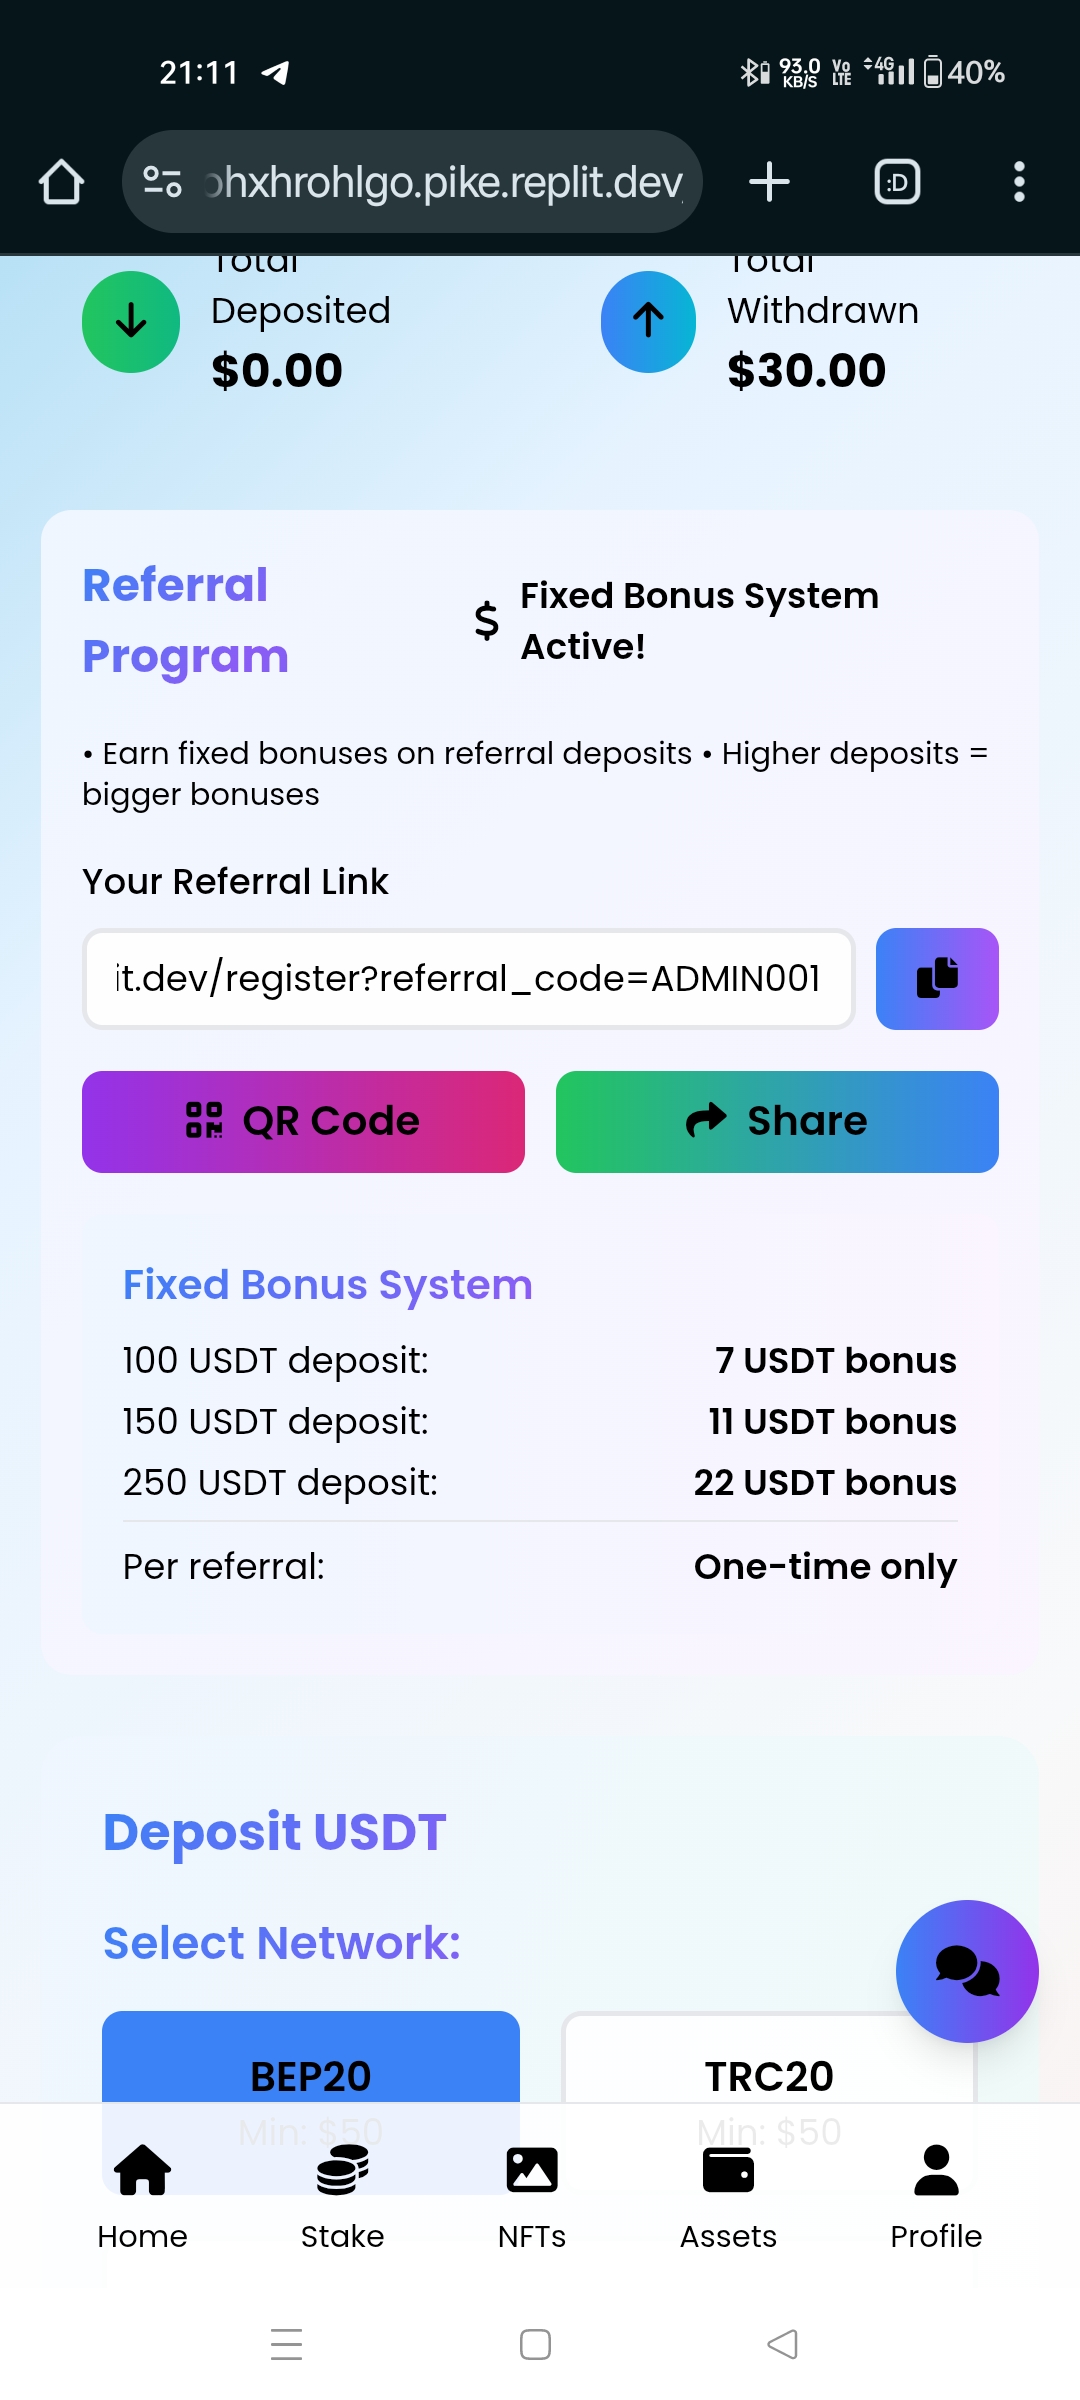 21:11
93.0
KB/S
Vo
LTE
4G
40%
hxhrohlgo.pike.replit.dev
:D
Total
Deposited
$0.00
Total
Withdrawn
$30.00
Referral
Program
Fixed Bonus System
Active!
• Earn fixed bonuses on referral deposits • Higher deposits =
bigger bonuses
Your Referral Link
it.dev/register?referral_code=ADMIN001
QR Code
Share
Fixed Bonus System
100 USDT deposit: 7 USDT bonus
150 USDT deposit: 11 USDT bonus
250 USDT deposit: 22 USDT bonus
Per referral: One-time only
Deposit USDT
Select Network:
BEP20
Min: $50
TRC20
Min: $50
Home
Stake
NFTs
Assets
Profile